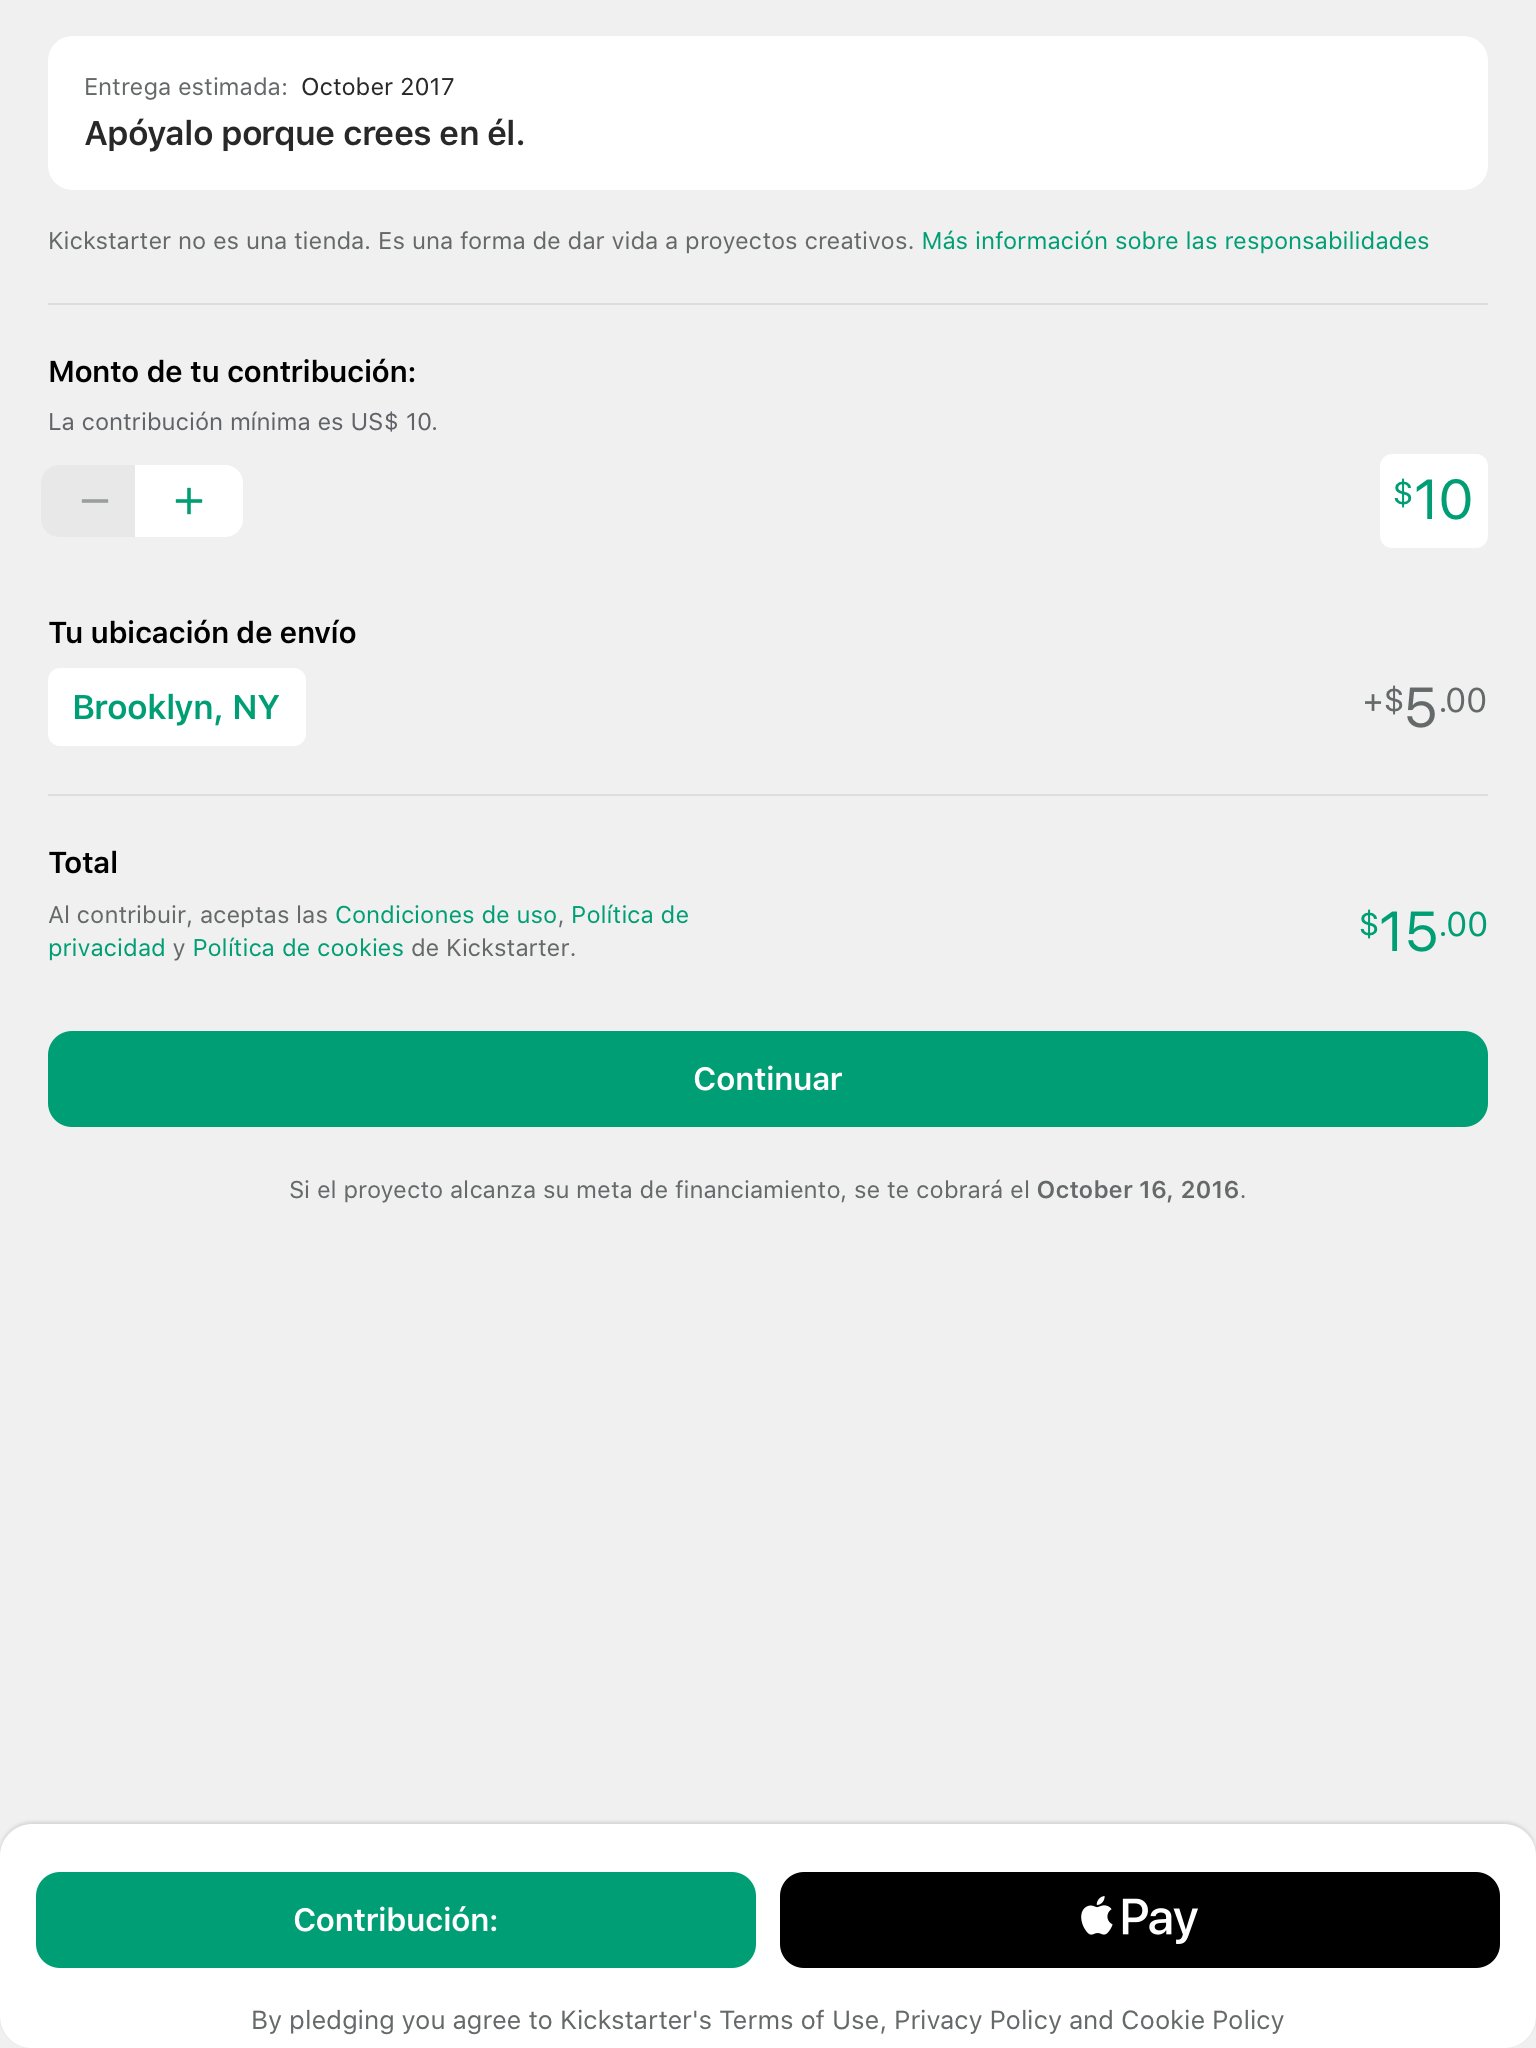 Entrega estimada: October 2017
Apóyalo porque crees en él.
Kickstarter no es una tienda. Es una forma de dar vida a proyectos creativos. Más información sobre las responsabilidades
Monto de tu contribución:
La contribución mínima es US$ 10.
− +
$10
Tu ubicación de envío
Brooklyn, NY
+$5.00
Total
Al contribuir, aceptas las Condiciones de uso, Política de
privacidad y Política de cookies de Kickstarter.
$15.00
Continuar
Si el proyecto alcanza su meta de financiamiento, se te cobrará el October 16, 2016.
Contribución:
Pay
By pledging you agree to Kickstarter's Terms of Use, Privacy Policy and Cookie Policy